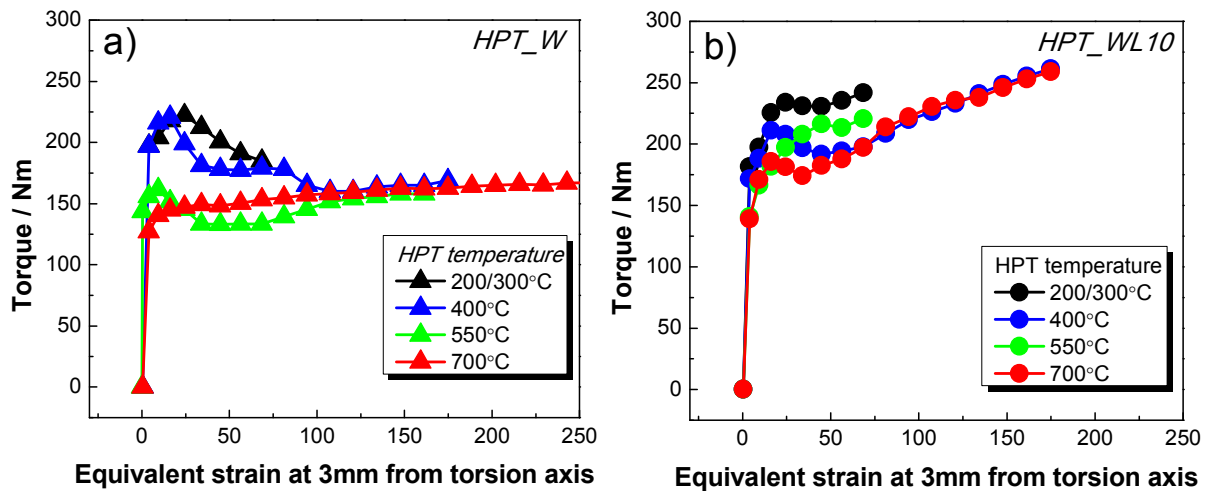 a)
HPT_W
Torque / Nm
300
250
200
150
100
50
0
HPT temperature
200/300°C
400°C
550°C
700°C
0 50 100 150 200 250
Equivalent strain at 3mm from torsion axis
b)
HPT_WL10
Torque / Nm
300
250
200
150
100
50
0
HPT temperature
200/300°C
400°C
550°C
700°C
0 50 100 150 200 250
Equivalent strain at 3mm from torsion axis